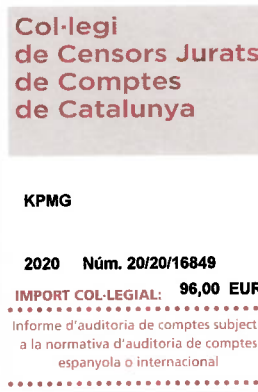 Col·legi
de Censors Jurats
de Comptes
de Catalunya
KPMG
2020 Núm. 20/20/16849
IMPORT COL·LEGIAL: 96,00 EUR
Informe d'auditoria de comptes subject
a la normativa d'auditoria de comptes
espanyola o internacional